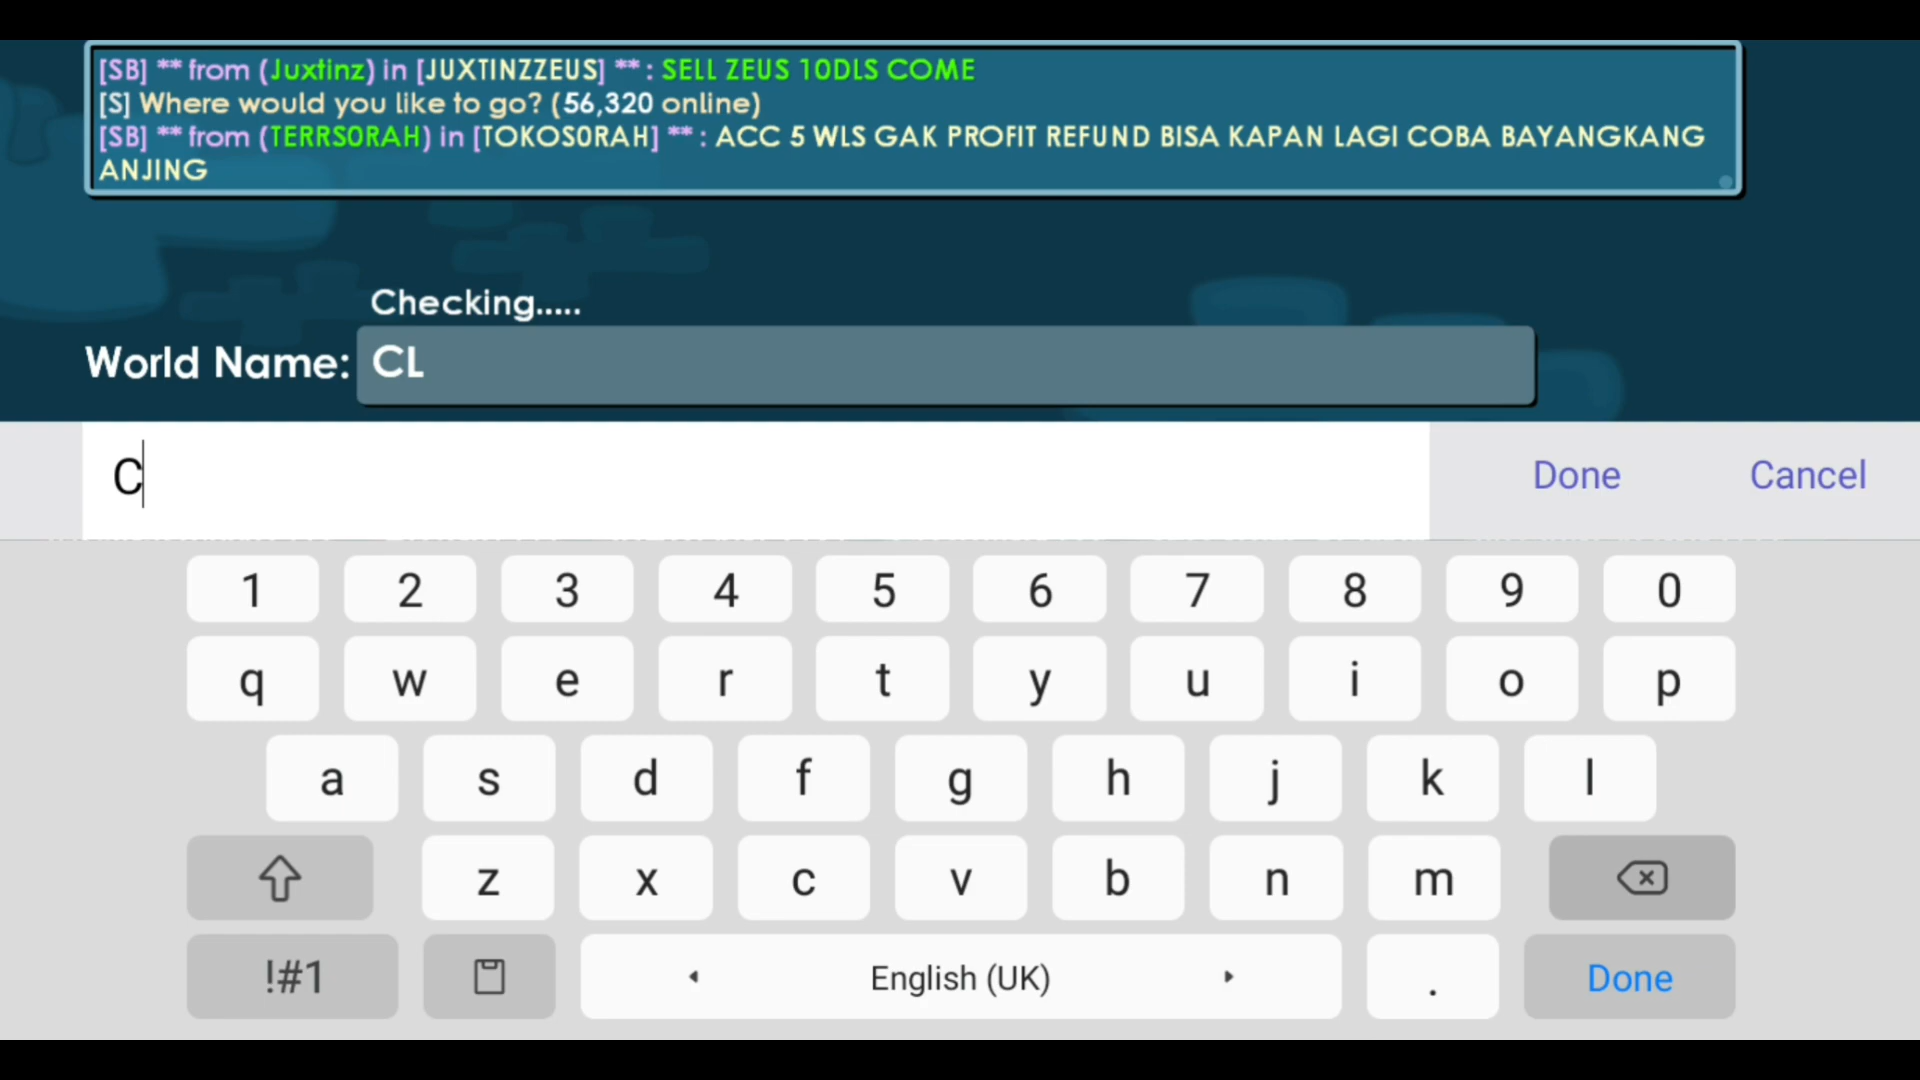 [SB] ** from (Juxtinz) in [JUXTINZZEUS] ** : SELL ZEUS 10DLS COME
[S] Where would you like to go? (56,320 online)
[SB] ** from (TERRS0RAH) in [TOKOS0RAH] ** : ACC 5 WLS GAK PROFIT REFUND BISA KAPAN LAGI COBA BAYANGKANG
ANJING
Checking.....
World Name: CL
C Done Cancel
1 2 3 4 5 6 7 8 9 0
q w e r t y u i o p
a s d f g h j k l
z x c v b n m
!#1 English (UK) . Done